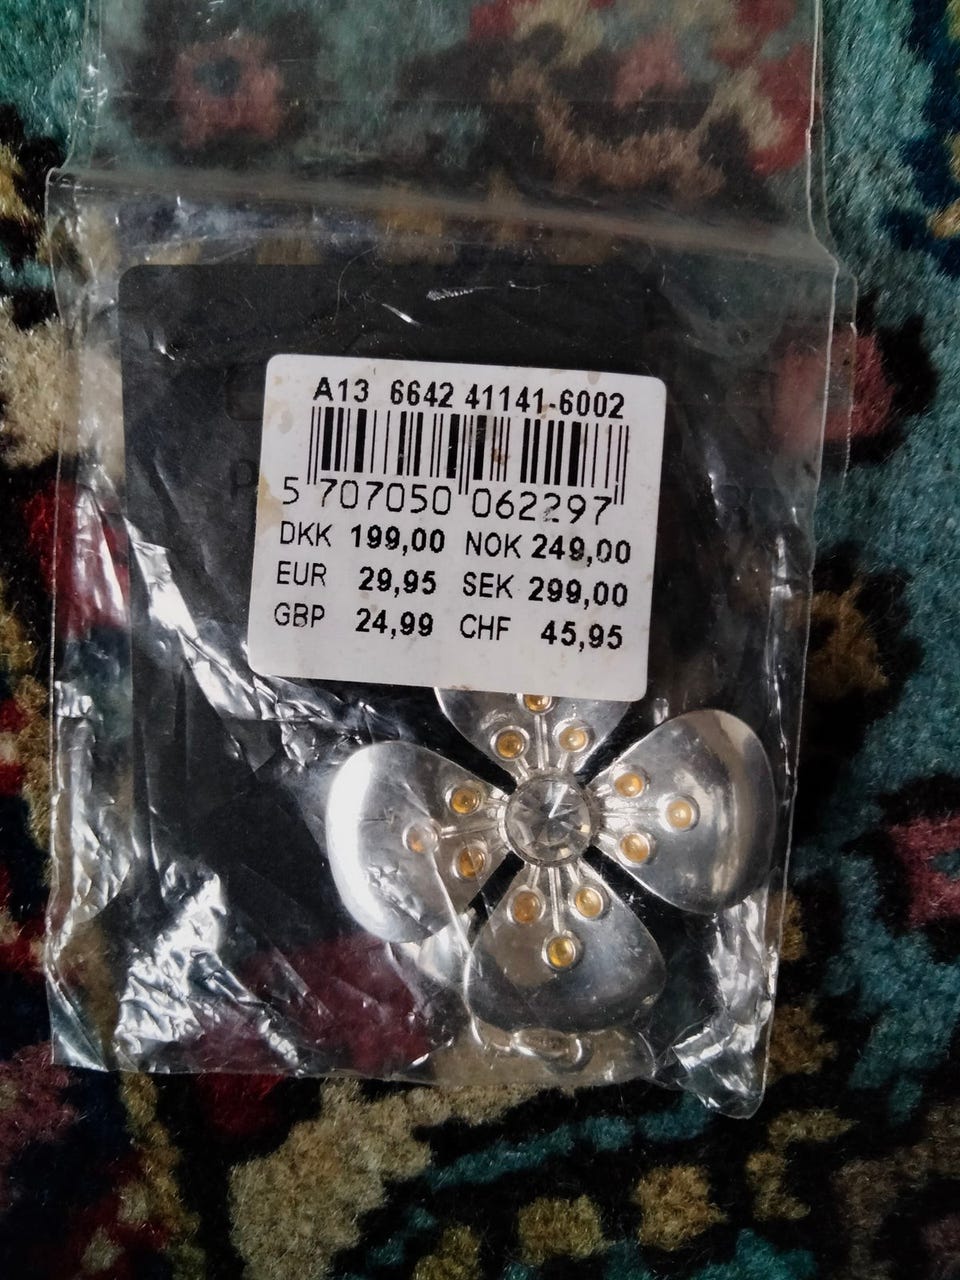 A13 6642 41141-6002
5 707050 062297
DKK 199,00 NOK 249,00
EUR 29,95 SEK 299,00
GBP 24,99 CHF 45,95